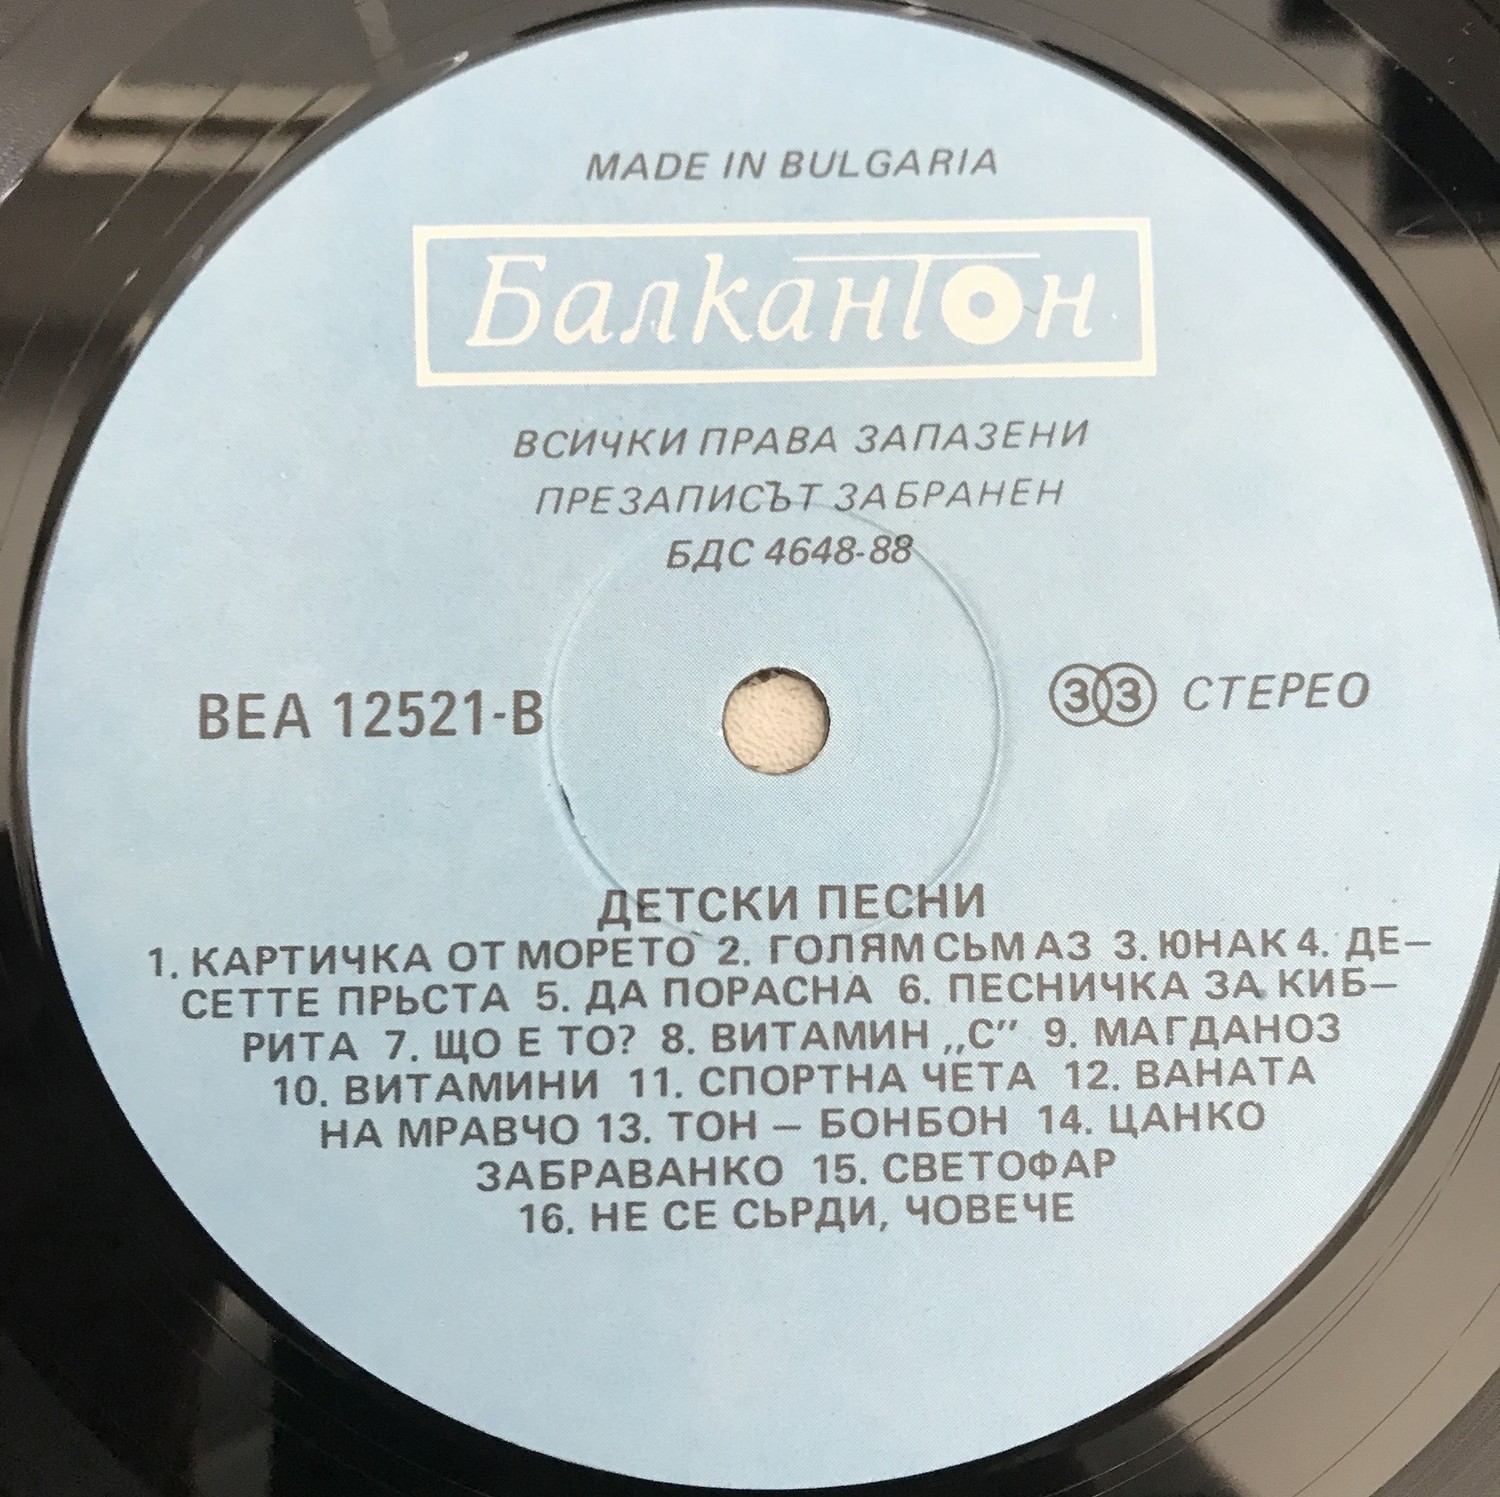 MADE IN BULGARIA
Балкантон
ВСИЧКИ ПРАВА ЗАПАЗЕНИ
ПРЕЗАПИСЪТ ЗАБРАНЕН
БДС 4648-88
ВЕА 12521-В
33 СТЕРЕО
ДЕТСКИ ПЕСНИ
1. КАРТИЧКА ОТ МОРЕТО 2. ГОЛЯМ СЬМ АЗ 3. ЮНАК 4. ДЕ–
СЕТТЕ ПРЬСТА 5. ДА ПОРАСНА 6. ПЕСНИЧКА ЗА КИБ–
РИТА 7. ЩО Е ТО? 8. ВИТАМИН „С” 9. МАГДАНОЗ
10. ВИТАМИНИ 11. СПОРТНА ЧЕТА 12. ВАНАТА
НА МРАВЧО 13. ТОН – БОНБОН 14. ЦАНКО
ЗАБРАВАНКО 15. СВЕТОФАР
16. НЕ СЕ СЬРДИ, ЧОВЕЧЕ